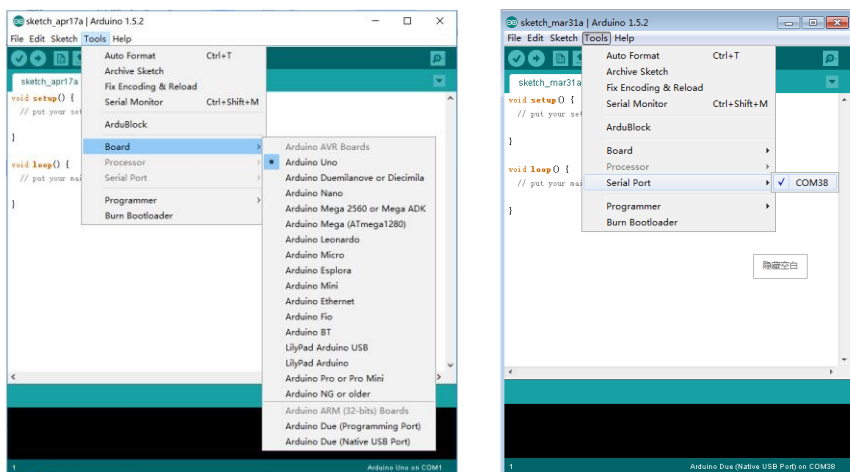 sketch_apr17a | Arduino 1.5.2
File Edit Sketch Tools Help
sketch_apr17a
void setup() {
// put your set
}
void loop() {
// put your mai
}
Auto Format Ctrl+T
Archive Sketch
Fix Encoding & Reload
Serial Monitor Ctrl+Shift+M
ArduBlock
Board
Processor
Serial Port
Programmer
Burn Bootloader
Arduino AVR Boards
Arduino Uno
Arduino Duemilanove or Diecimila
Arduino Nano
Arduino Mega 2560 or Mega ADK
Arduino Mega (ATmega1280)
Arduino Leonardo
Arduino Micro
Arduino Esplora
Arduino Mini
Arduino Ethernet
Arduino Fio
Arduino BT
LilyPad Arduino USB
LilyPad Arduino
Arduino Pro or Pro Mini
Arduino NG or older
Arduino ARM (32-bits) Boards
Arduino Due (Programming Port)
Arduino Due (Native USB Port)
1
Arduino Uno on COM1
sketch_mar31a | Arduino 1.5.2
File Edit Sketch Tools Help
sketch_mar31a
void setup() {
// put your set
}
void loop() {
// put your mai
}
Auto Format Ctrl+T
Archive Sketch
Fix Encoding & Reload
Serial Monitor Ctrl+Shift+M
ArduBlock
Board
Processor
Serial Port
Programmer
Burn Bootloader
COM38
隐藏空白
1
Arduino Due (Native USB Port) on COM38